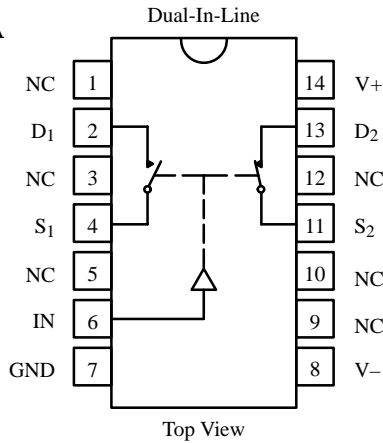 Dual-In-Line
A
NC 1 14 V+
D1 2 13 D2
NC 3 12 NC
S1 4 11 S2
NC 5 10 NC
IN 6 9 NC
GND 7 8 V–
Top View